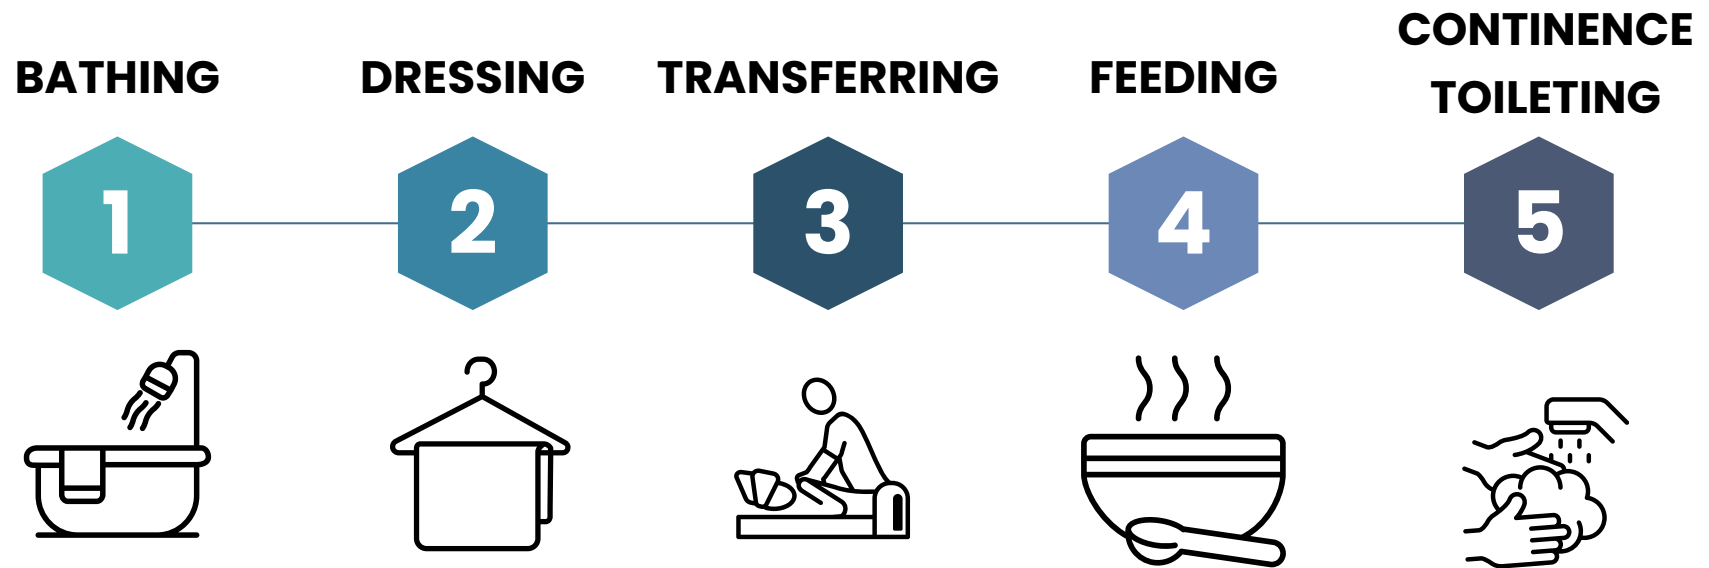 BATHING
DRESSING
TRANSFERRING
FEEDING
CONTINENCE
TOILETING
1
2
3
4
5